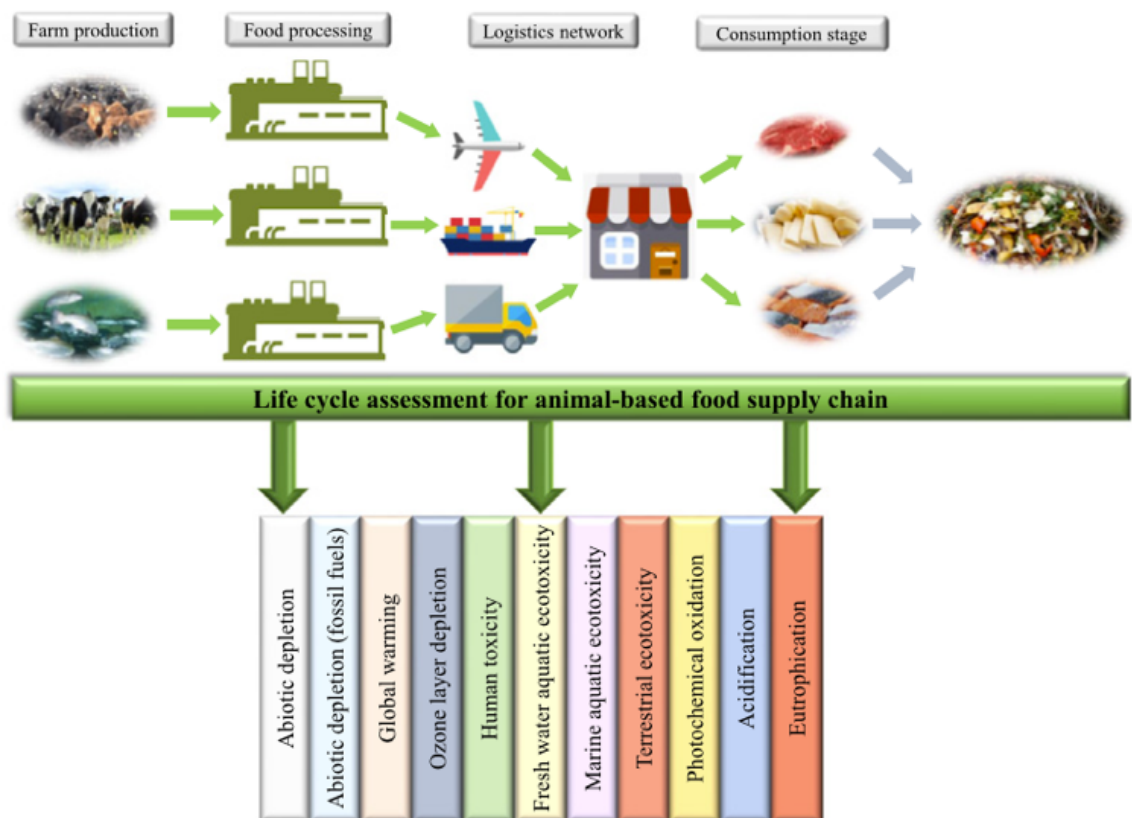 Farm production
Food processing
Logistics network
Consumption stage
Life cycle assessment for animal-based food supply chain
Abiotic depletion
Abiotic depletion (fossil fuels)
Global warming
Ozone layer depletion
Human toxicity
Fresh water aquatic ecotoxicity
Marine aquatic ecotoxicity
Terrestrial ecotoxicity
Photochemical oxidation
Acidification
Eutrophication